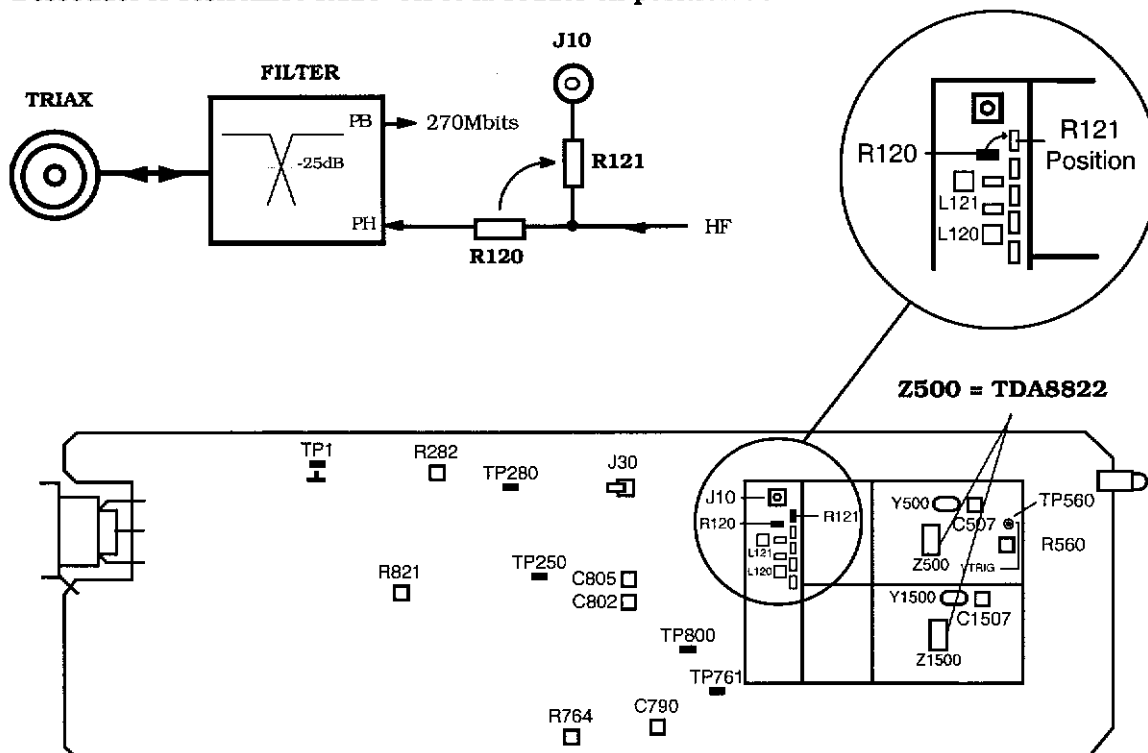 J10
FILTER
TRIAX
PB
270Mbits
-25dB
R121
PH
HF
R120
R120
R121
Position
L121
L120
Z500 = TDA8822
TP1
R282
TP280
J30
J10
R120
R121
L121
L120
Y500
C507
TP560
Z500
R560
VTRIG
TP250
R821
C805
C802
Y1500
C1507
Z1500
TP800
TP761
R764
C790